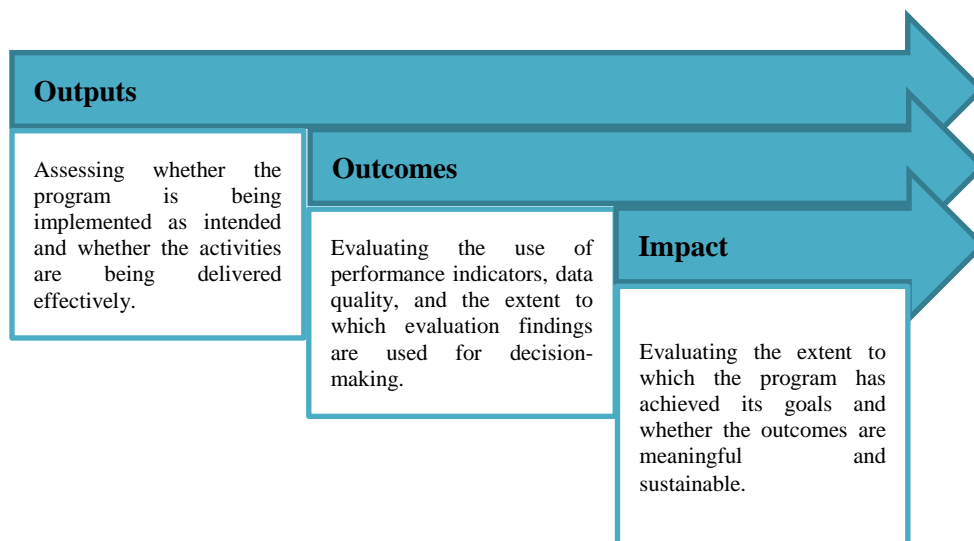 Outputs
Assessing whether the
program is being
implemented as intended
and whether the activities
are being delivered
effectively.
Outcomes
Evaluating the use of
performance indicators, data
quality, and the extent to
which evaluation findings
are used for decision-
making.
Impact
Evaluating the extent to
which the program has
achieved its goals and
whether the outcomes are
meaningful and
sustainable.